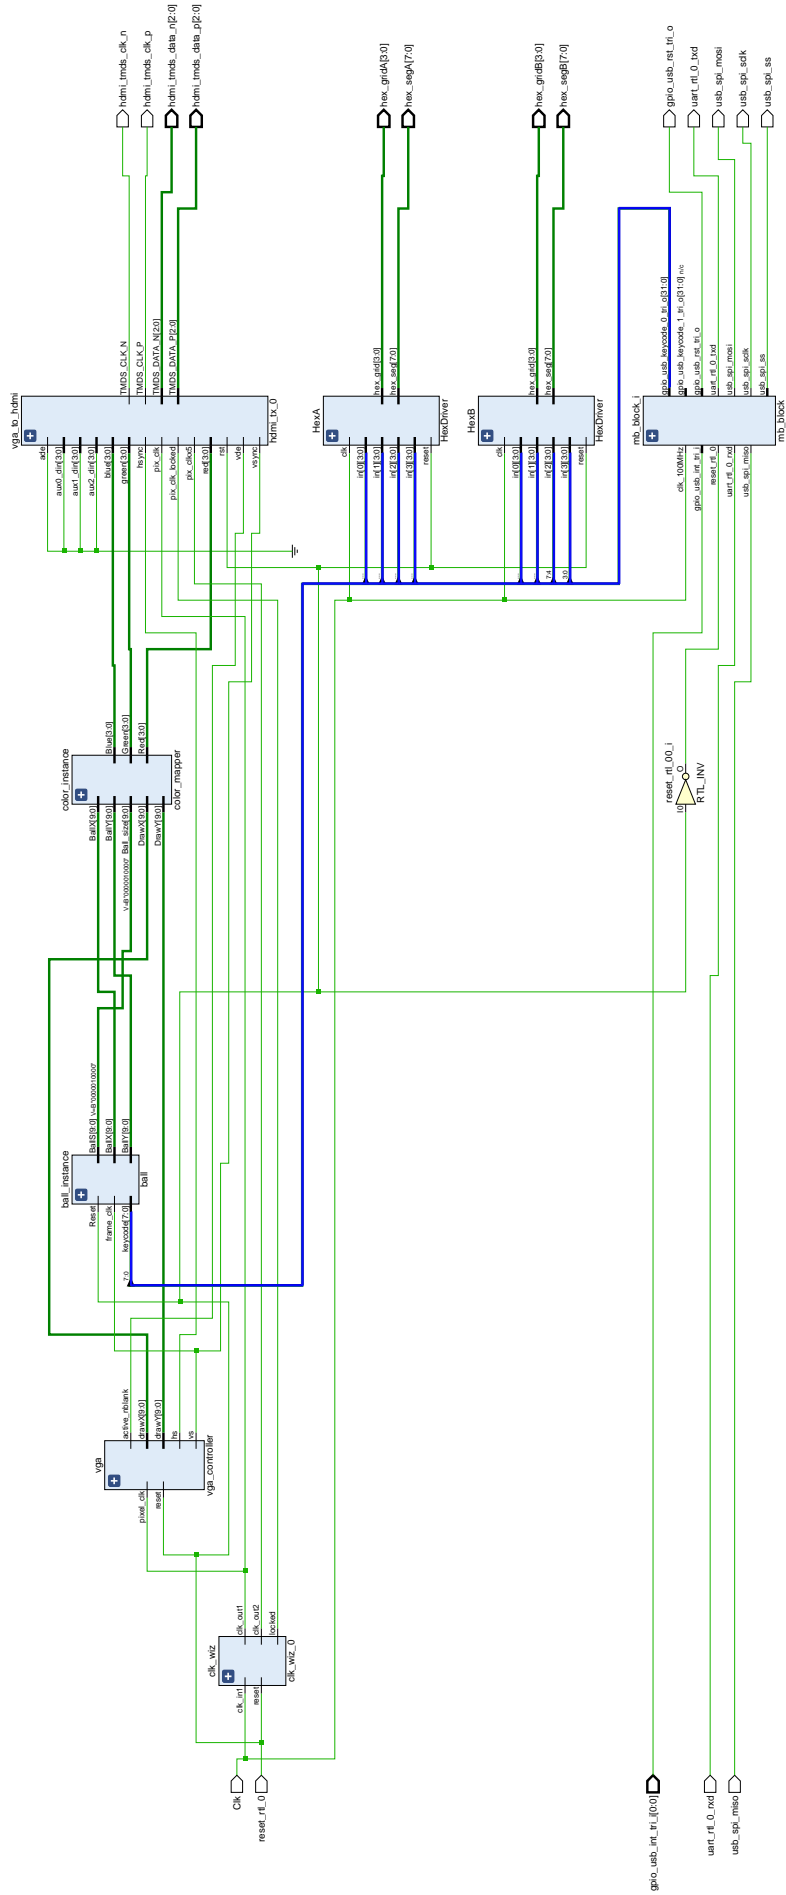 hdmi_tmds_clk_n
hdmi_tmds_clk_p
hdmi_tmds_data_n[2:0]
hdmi_tmds_data_p[2:0]
hex_gridA[3:0]
hex_segA[7:0]
hex_gridB[3:0]
hex_segB[7:0]
gpio_usb_rst_tri_o
uart_rtl_0_txd
usb_spi_mosi
usb_spi_sclk
usb_spi_ss
vga_to_hdmi
TMDS_CLK_N
TMDS_CLK_P
TMDS_DATA_N[2:0]
TMDS_DATA_P[2:0]
ade
aux0_din[3:0]
aux1_din[3:0]
aux2_din[3:0]
blue[3:0]
green[3:0]
hsync
pix_clk
pix_clk_locked
pix_clkx5
red[3:0]
rst
vde
vsync
hdmi_tx_0
HexA
hex_grid[3:0]
hex_seg[7:0]
clk
in[0][3:0]
in[1][3:0]
in[2][3:0]
in[3][3:0]
reset
HexDriver
HexB
hex_grid[3:0]
hex_seg[7:0]
clk
in[0][3:0]
in[1][3:0]
in[2][3:0]
in[3][3:0]
reset
HexDriver
7:4
3:0
mb_block_i
gpio_usb_keycode_0_tri_o[31:0]
gpio_usb_keycode_1_tri_o[31:0] n/c
gpio_usb_rst_tri_o
uart_rtl_0_txd
usb_spi_mosi
usb_spi_sclk
usb_spi_ss
clk_100MHz
gpio_usb_int_tri_i
reset_rtl_0
uart_rtl_0_rxd
usb_spi_miso
mb_block
color_instance
Blue[3:0]
Green[3:0]
Red[3:0]
BallX[9:0]
BallY[9:0]
V=B"0000010000" Ball_size[9:0]
DrawX[9:0]
DrawY[9:0]
color_mapper
reset_rtl_00_i
I0
O
RTL_INV
ball_instance
BallS[9:0] V=B"0000010000"
BallX[9:0]
BallY[9:0]
Reset
frame_clk
keycode[7:0]
ball
7:0
vga
active_nblank
drawX[9:0]
drawY[9:0]
hs
vs
pixel_clk
reset
vga_controller
clk_wiz
clk_out1
clk_out2
locked
clk_in1
reset
clk_wiz_0
Clk
reset_rtl_0
gpio_usb_int_tri_i[0:0]
uart_rtl_0_rxd
usb_spi_miso